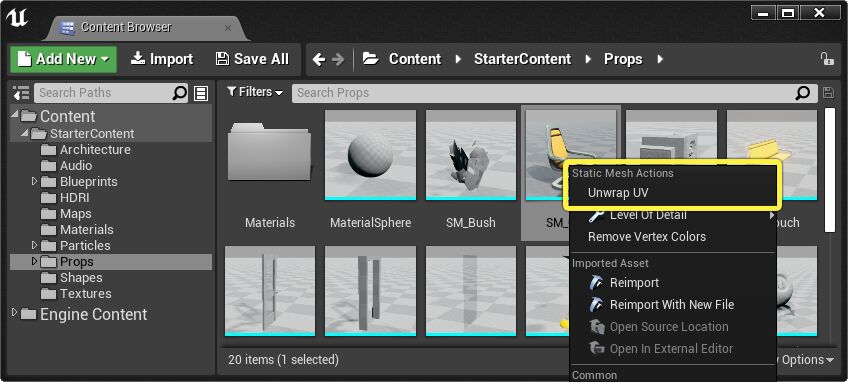 Content Browser
Add New
Import
Save All
Content
StarterContent
Props
Search Paths
Filters
Search Props
Content
StarterContent
Architecture
Audio
Blueprints
HDRI
Maps
Materials
Particles
Props
Shapes
Textures
Engine Content
Materials
MaterialSphere
SM_Bush
SM_
ouch
Static Mesh Actions
Unwrap UV
Level Of Detail
Remove Vertex Colors
Imported Asset
Reimport
Reimport With New File
Open Source Location
Open In External Editor
Common
20 items (1 selected)
Options